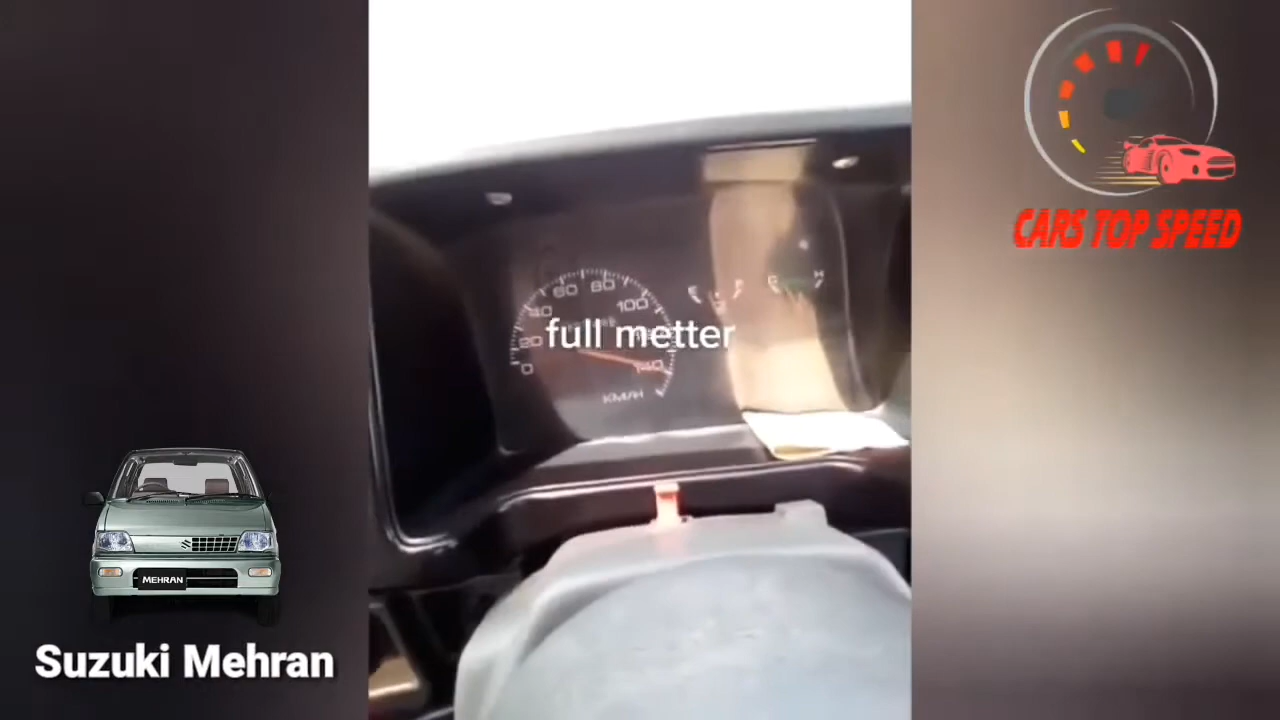 CARS TOP SPEED
60 80
40 100
full metter
20
0 140
KM/H
E F C H
MEHRAN
Suzuki Mehran